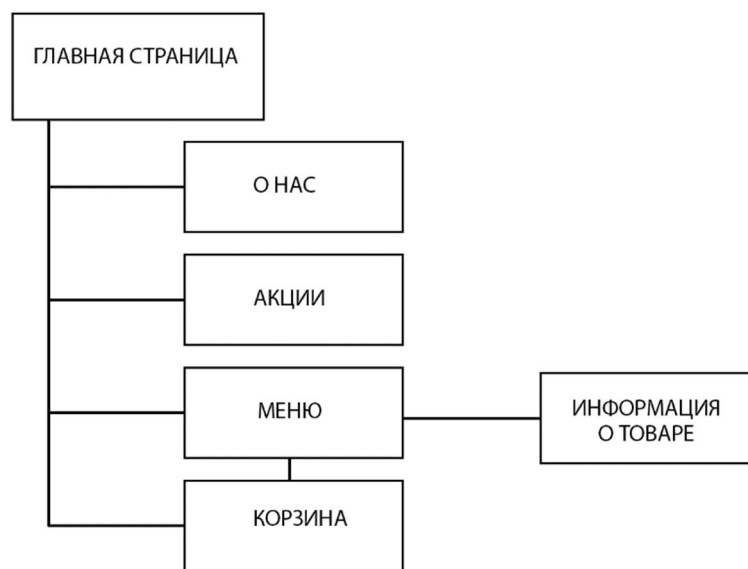 ГЛАВНАЯ СТРАНИЦА
О НАС
АКЦИИ
МЕНЮ
ИНФОРМАЦИЯ
О ТОВАРЕ
КОРЗИНА